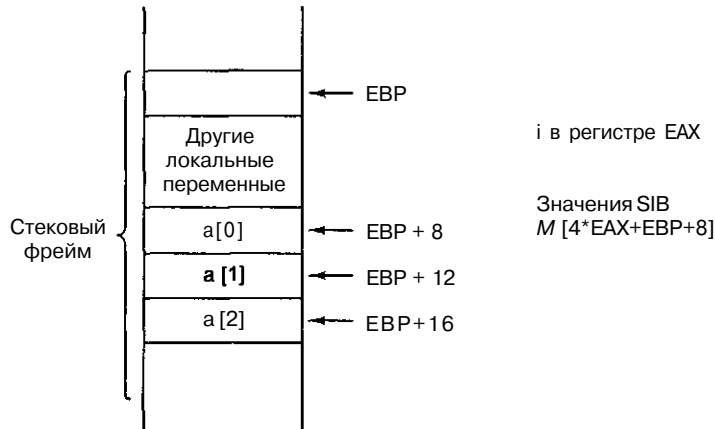 EBP
Другие
локальные
переменные
i в регистре EAX
Стековый
фрейм
a[0]
EBP + 8
Значения SIB
M [4*EAX+EBP+8]
a [1]
EBP + 12
a [2]
EBP+16